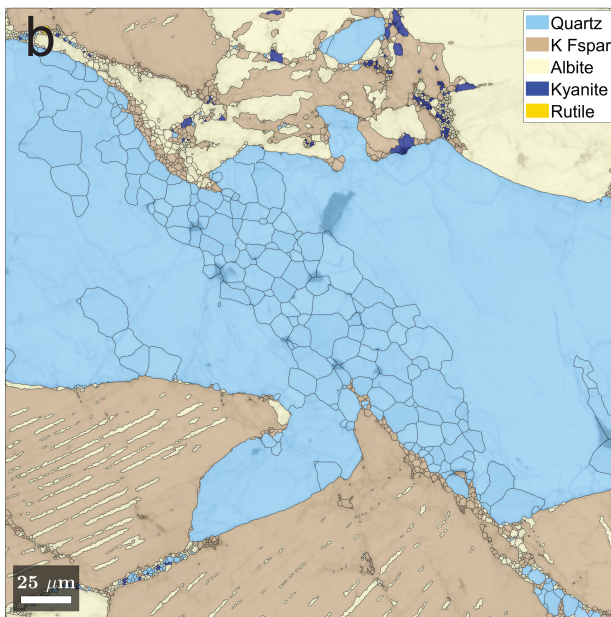 b
Quartz
K Fspar
Albite
Kyanite
Rutile
25 μm